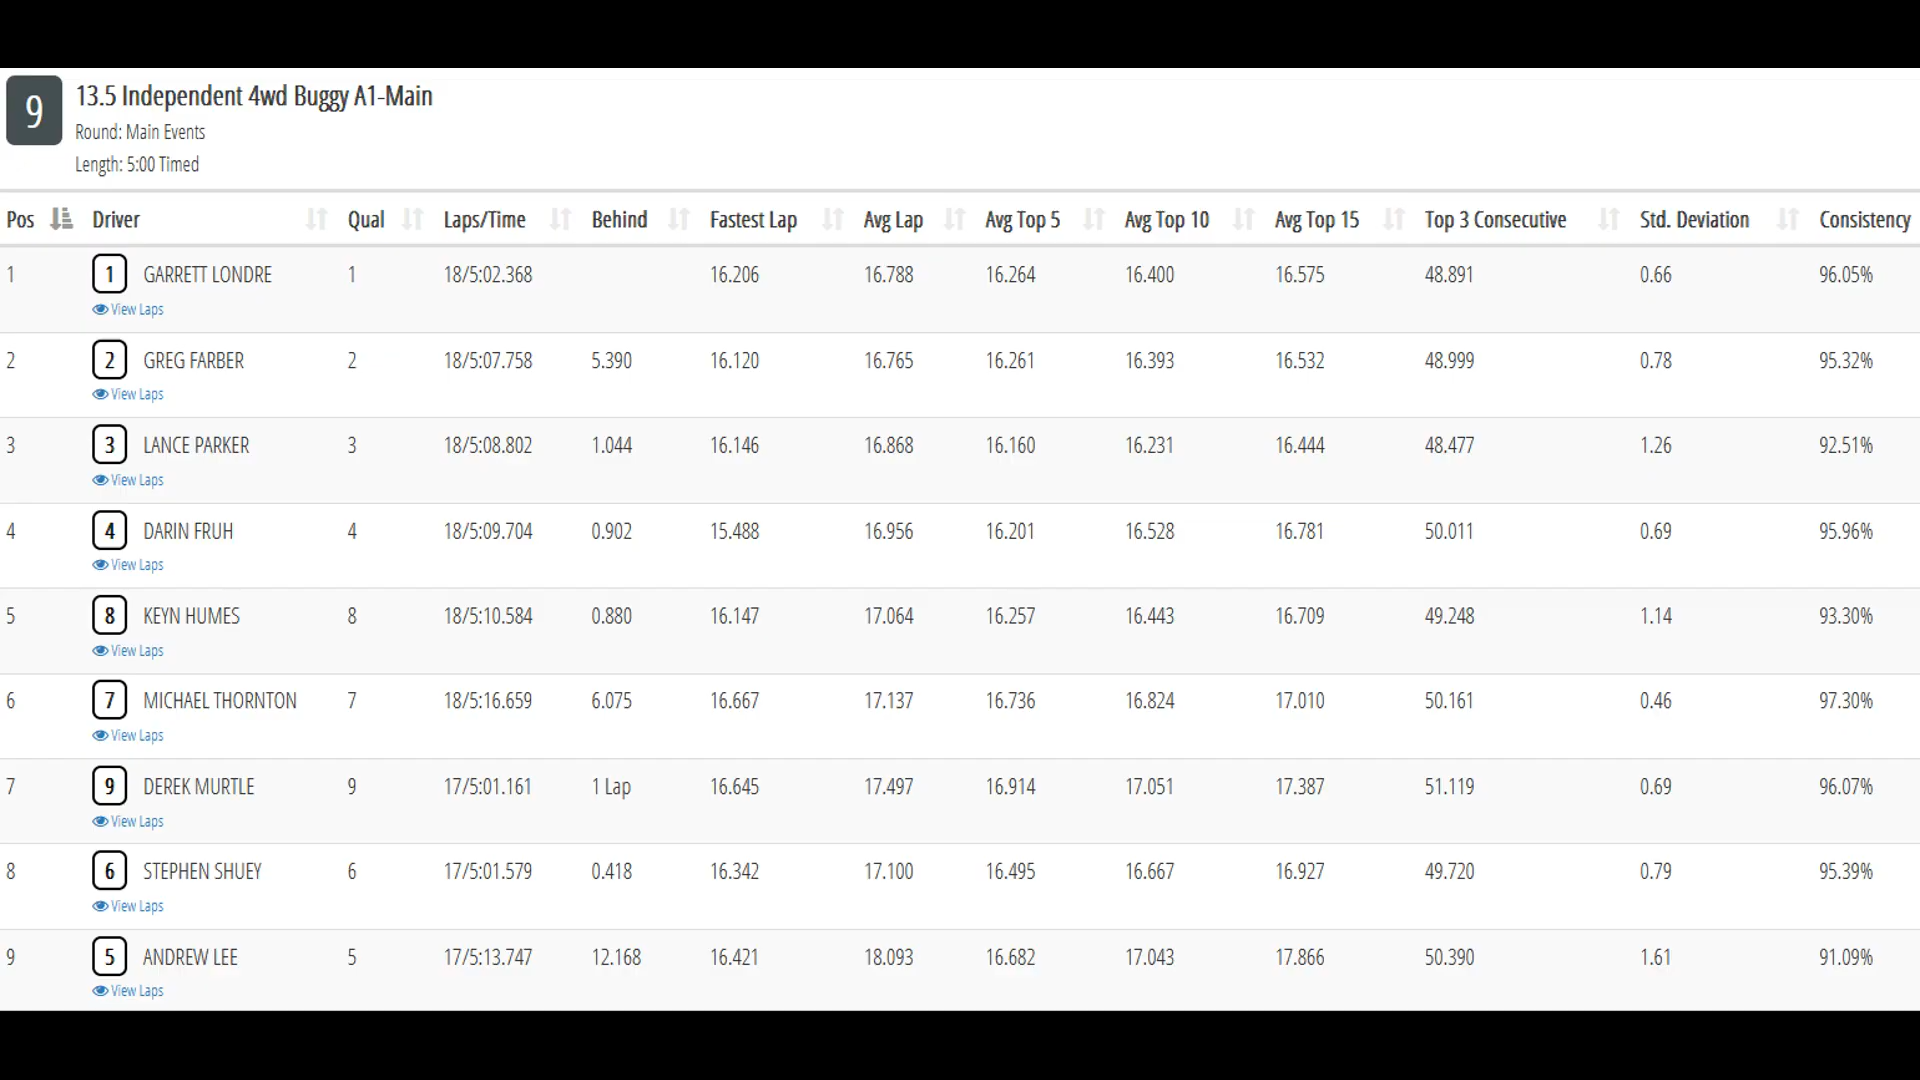 9
13.5 Independent 4wd Buggy A1-Main
Round: Main Events
Length: 5:00 Timed
Pos Driver Qual Laps/Time Behind Fastest Lap Avg Lap Avg Top 5 Avg Top 10 Avg Top 15 Top 3 Consecutive Std. Deviation Consistency
1 1 GARRETT LONDRE 1 18/5:02.368 16.206 16.788 16.264 16.400 16.575 48.891 0.66 96.05%
View Laps
2 2 GREG FARBER 2 18/5:07.758 5.390 16.120 16.765 16.261 16.393 16.532 48.999 0.78 95.32%
View Laps
3 3 LANCE PARKER 3 18/5:08.802 1.044 16.146 16.868 16.160 16.231 16.444 48.477 1.26 92.51%
View Laps
4 4 DARIN FRUH 4 18/5:09.704 0.902 15.488 16.956 16.201 16.528 16.781 50.011 0.69 95.96%
View Laps
5 8 KEYN HUMES 8 18/5:10.584 0.880 16.147 17.064 16.257 16.443 16.709 49.248 1.14 93.30%
View Laps
6 7 MICHAEL THORNTON 7 18/5:16.659 6.075 16.667 17.137 16.736 16.824 17.010 50.161 0.46 97.30%
View Laps
7 9 DEREK MURTLE 9 17/5:01.161 1 Lap 16.645 17.497 16.914 17.051 17.387 51.119 0.69 96.07%
View Laps
8 6 STEPHEN SHUEY 6 17/5:01.579 0.418 16.342 17.100 16.495 16.667 16.927 49.720 0.79 95.39%
View Laps
9 5 ANDREW LEE 5 17/5:13.747 12.168 16.421 18.093 16.682 17.043 17.866 50.390 1.61 91.09%
View Laps